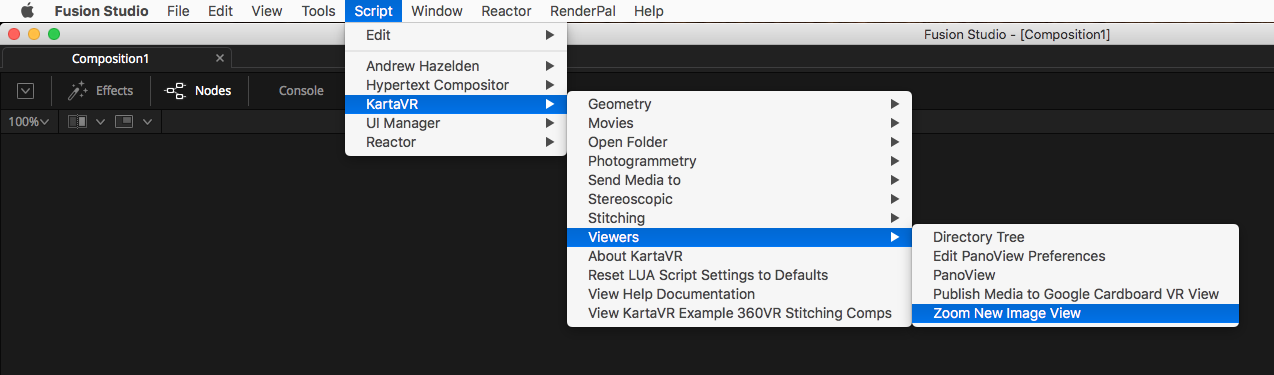 Fusion Studio File Edit View Tools Script Window Reactor RenderPal Help
Fusion Studio - [Composition1]
Composition1
Effects Nodes Console
100%
Edit
Andrew Hazelden
Hypertext Compositor
KartaVR
UI Manager
Reactor
Geometry
Movies
Open Folder
Photogrammetry
Send Media to
Stereoscopic
Stitching
Viewers
About KartaVR
Reset LUA Script Settings to Defaults
View Help Documentation
View KartaVR Example 360VR Stitching Comps
Directory Tree
Edit PanoView Preferences
PanoView
Publish Media to Google Cardboard VR View
Zoom New Image View